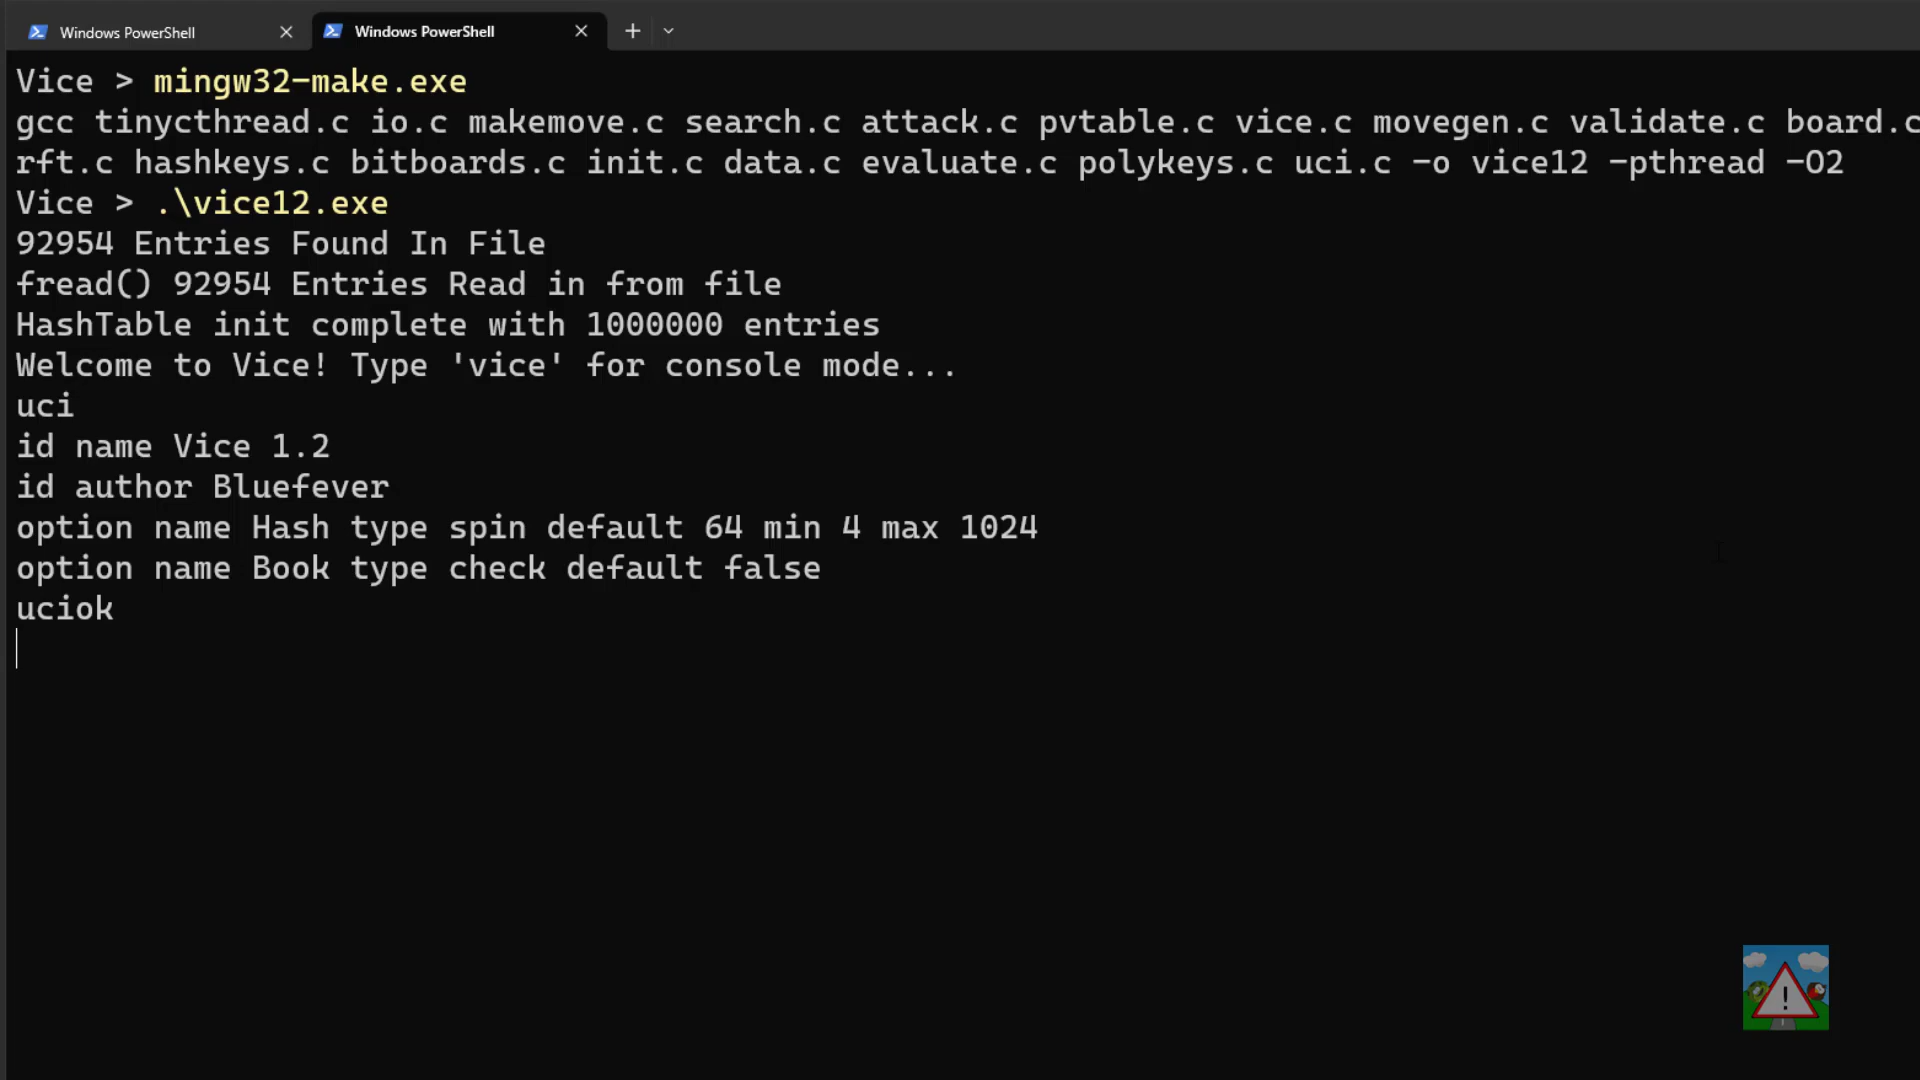 Windows PowerShell
Windows PowerShell
Vice > mingw32-make.exe
gcc tinycthread.c io.c makemove.c search.c attack.c pvtable.c vice.c movegen.c validate.c board.c
rft.c hashkeys.c bitboards.c init.c data.c evaluate.c polykeys.c uci.c -o vice12 -pthread -O2
Vice > .\vice12.exe
92954 Entries Found In File
fread() 92954 Entries Read in from file
HashTable init complete with 1000000 entries
Welcome to Vice! Type 'vice' for console mode...
uci
id name Vice 1.2
id author Bluefever
option name Hash type spin default 64 min 4 max 1024
option name Book type check default false
uciok